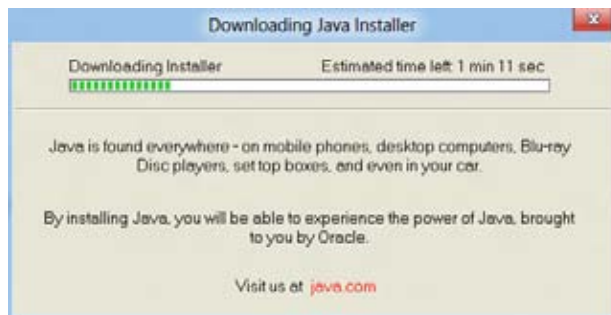 Downloading Java Installer
Downloading Installer
Estimated time left: 1 min 11 sec
Java is found everywhere - on mobile phones, desktop computers, Blu-ray
Disc players, set top boxes, and even in your car.
By installing Java, you will be able to experience the power of Java, brought
to you by Oracle.
Visit us at java.com